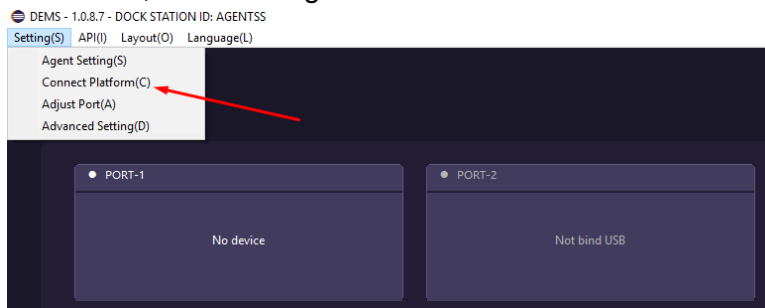 DEMS - 1.0.8.7 - DOCK STATION ID: AGENTSS
Setting(S) API(I) Layout(O) Language(L)
Agent Setting(S)
Connect Platform(C)
Adjust Port(A)
Advanced Setting(D)
PORT-1 PORT-2
No device Not bind USB